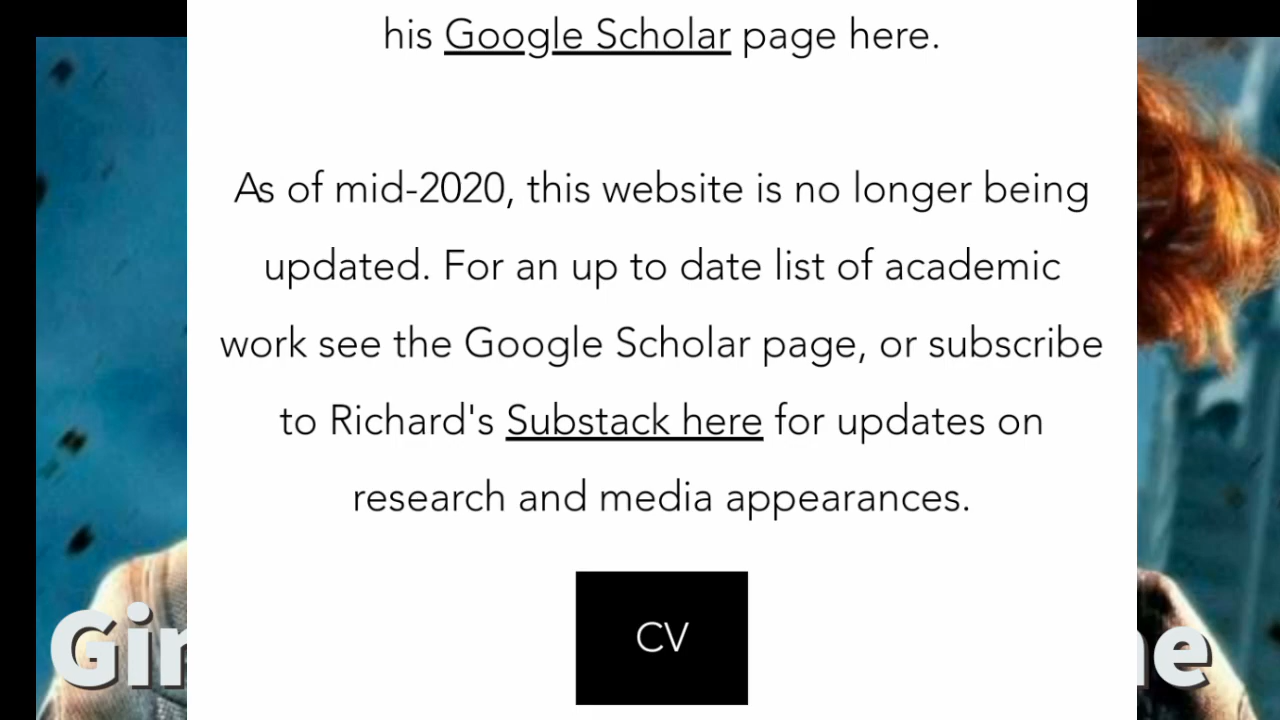 his Google Scholar page here.
As of mid-2020, this website is no longer being
updated. For an up to date list of academic
work see the Google Scholar page, or subscribe
to Richard's Substack here for updates on
research and media appearances.
CV